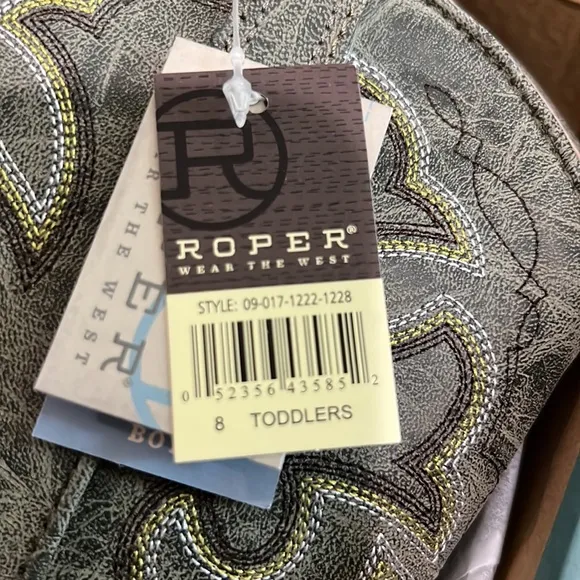 R
ROPER®
WEAR THE WEST
STYLE: 09-017-1222-1228
0 52356 43585 2
8 TODDLERS
R THE WEST
ER®
BO